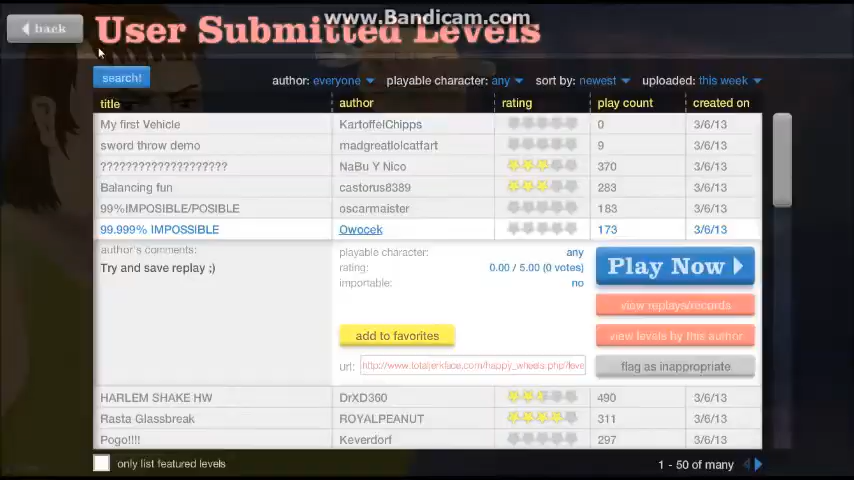 www.Bandicam.com
back
User Submitted Levels
search!
author: everyone playable character: any sort by: newest uploaded: this week
title author rating play count created on
My first Vehicle KartoffelChipps 0 3/6/13
sword throw demo madgreatlolcatfart 9 3/6/13
???????????????????? NaBu Y Nico 370 3/6/13
Balancing fun castorus8389 283 3/6/13
99%IMPOSIBLE/POSIBLE oscarmaister 183 3/6/13
99.999% IMPOSSIBLE Owocek 173 3/6/13
author's comments:
Try and save replay ;)
playable character: any
rating: 0.00 / 5.00 (0 votes)
importable: no
Play Now
view replays/records
add to favorites
view levels by this author
url: http://www.totaljerkface.com/happy_wheels.php?leve
flag as inappropriate
HARLEM SHAKE HW DrXD360 490 3/6/13
Rasta Glassbreak ROYALPEANUT 311 3/6/13
Pogo!!!! Keverdorf 297 3/6/13
only list featured levels
1 - 50 of many